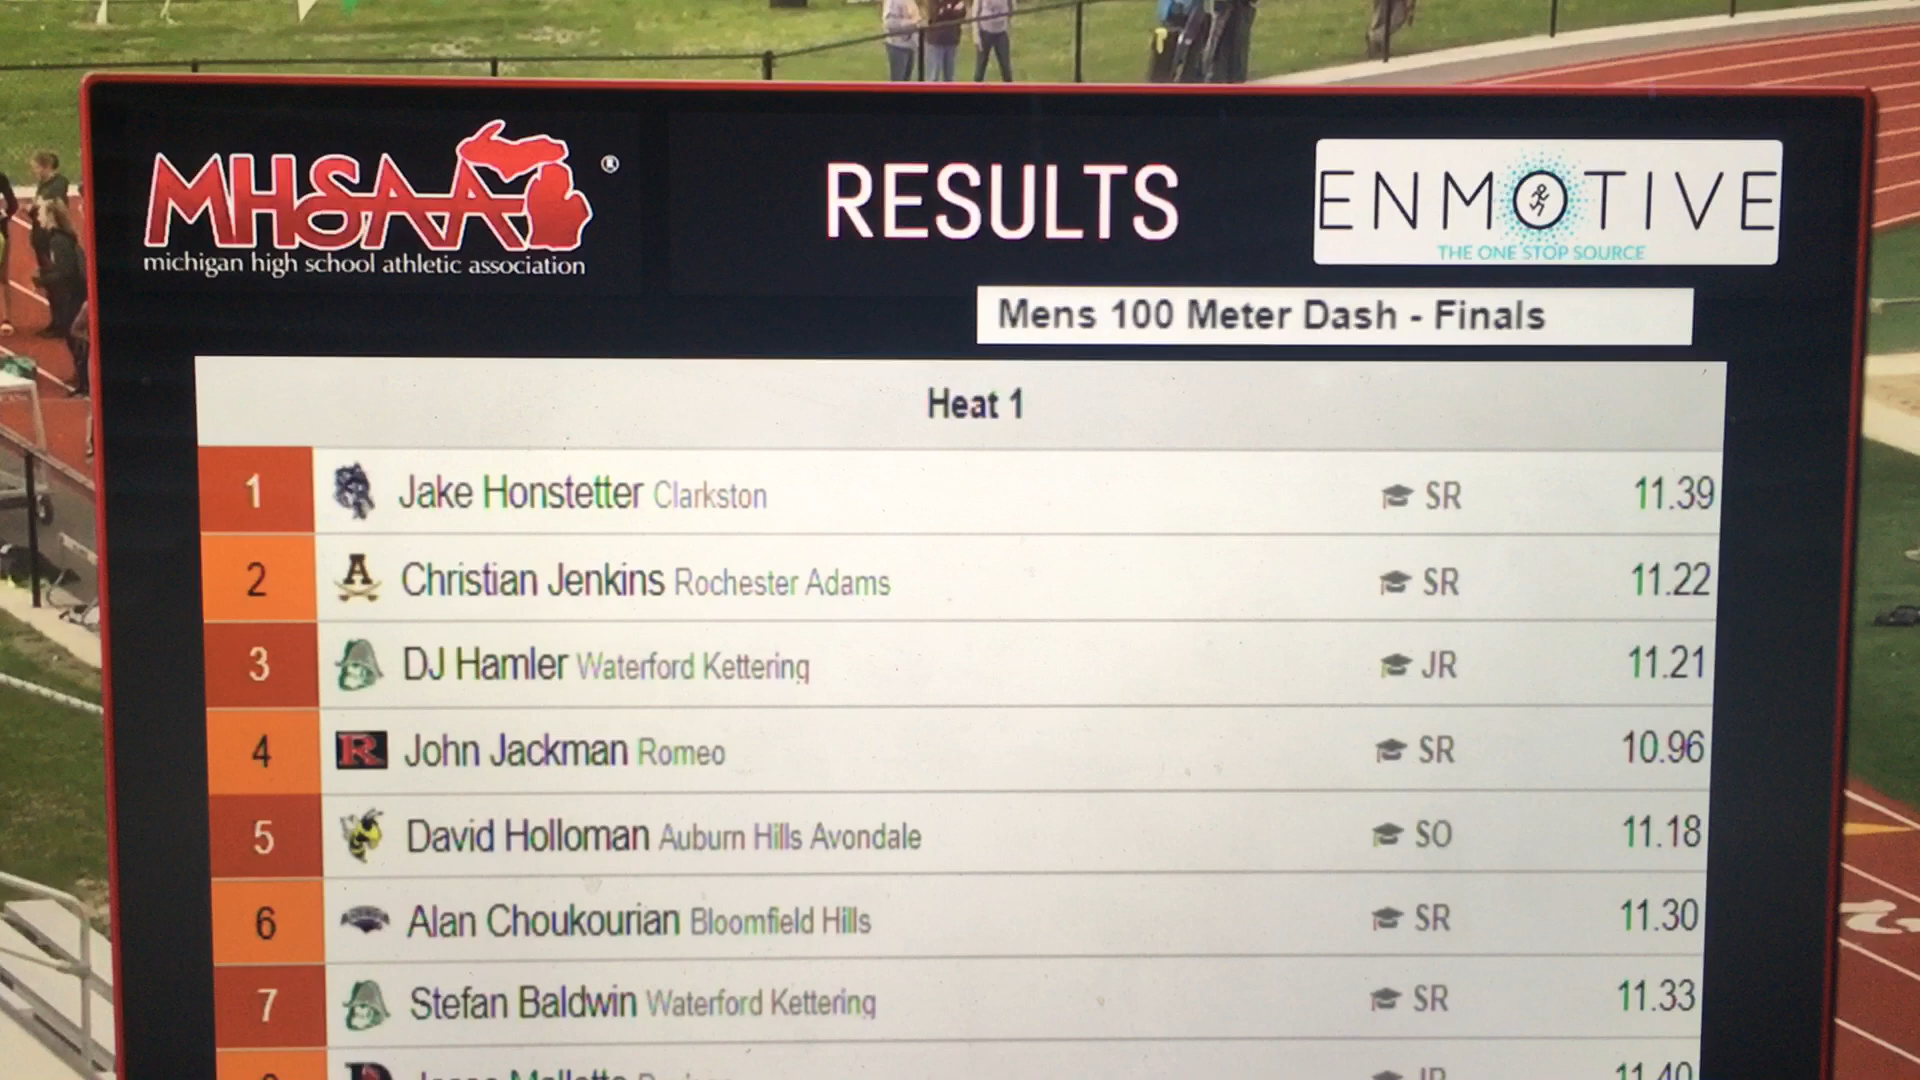 MHSAA ®
michigan high school athletic association
RESULTS
ENMOTIVE
THE ONE STOP SOURCE
Mens 100 Meter Dash - Finals
Heat 1
1 Jake Honstetter Clarkston SR 11.39
2 A Christian Jenkins Rochester Adams SR 11.22
3 DJ Hamler Waterford Kettering JR 11.21
4 R John Jackman Romeo SR 10.96
5 David Holloman Auburn Hills Avondale SO 11.18
6 Alan Choukourian Bloomfield Hills SR 11.30
7 Stefan Baldwin Waterford Kettering SR 11.33
JR 11.40